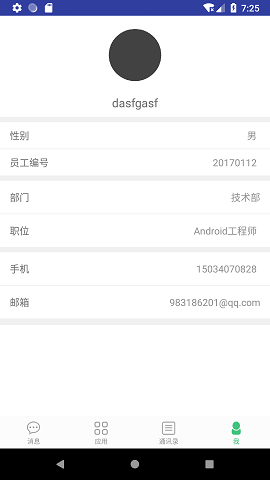 7:25
dasfgasf
性别 男
员工编号 20170112
部门 技术部
职位 Android工程师
手机 15034070828
邮箱 983186201@qq.com
消息 应用 通讯录 我